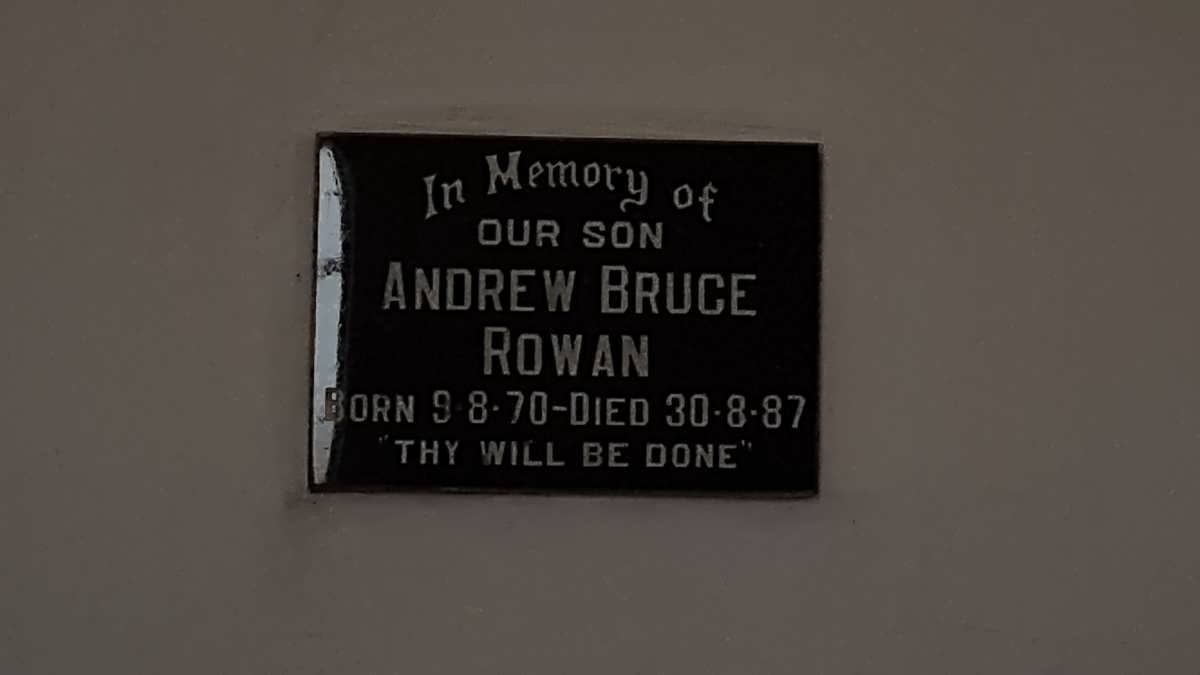 In Memory of
OUR SON
ANDREW BRUCE
ROWAN
BORN 9·8·70-DIED 30·8·87
"THY WILL BE DONE"